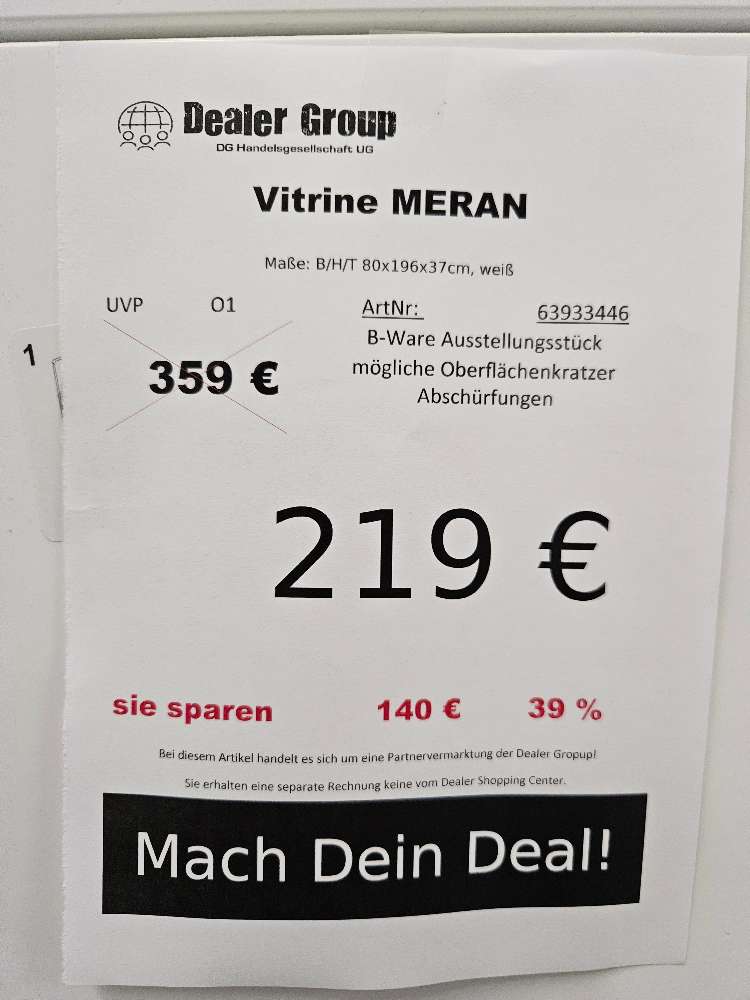 Dealer Group
DG Handelsgesellschaft UG
Vitrine MERAN
Maße: B/H/T 80x196x37cm, weiß
UVP O1
359 €
ArtNr: 63933446
B-Ware Ausstellungsstück
mögliche Oberflächenkratzer
Abschürfungen
1
219 €
sie sparen 140 € 39 %
Bei diesem Artikel handelt es sich um eine Partnervermarktung der Dealer Gropup!
Sie erhalten eine separate Rechnung keine vom Dealer Shopping Center.
Mach Dein Deal!